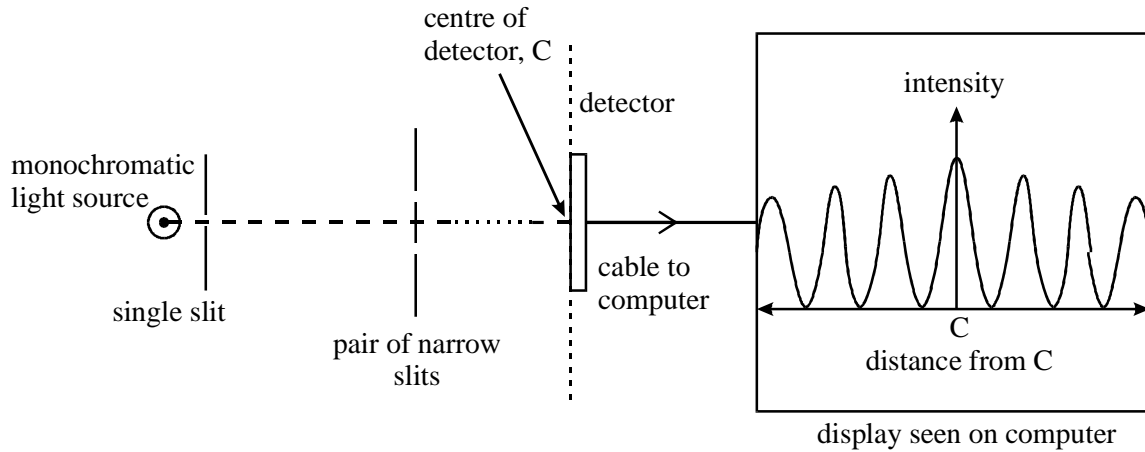 centre of
detector, C
detector
intensity
monochromatic
light source
cable to
computer
single slit
pair of narrow
slits
C
distance from C
display seen on computer